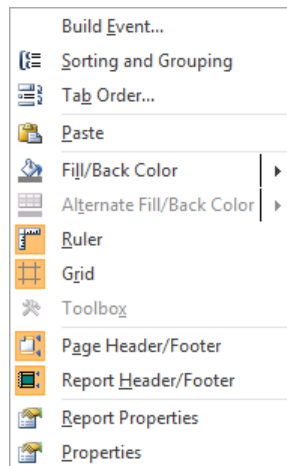 Build Event...
Sorting and Grouping
Tab Order...
Paste
Fill/Back Color
Alternate Fill/Back Color
Ruler
Grid
Toolbox
Page Header/Footer
Report Header/Footer
Report Properties
Properties